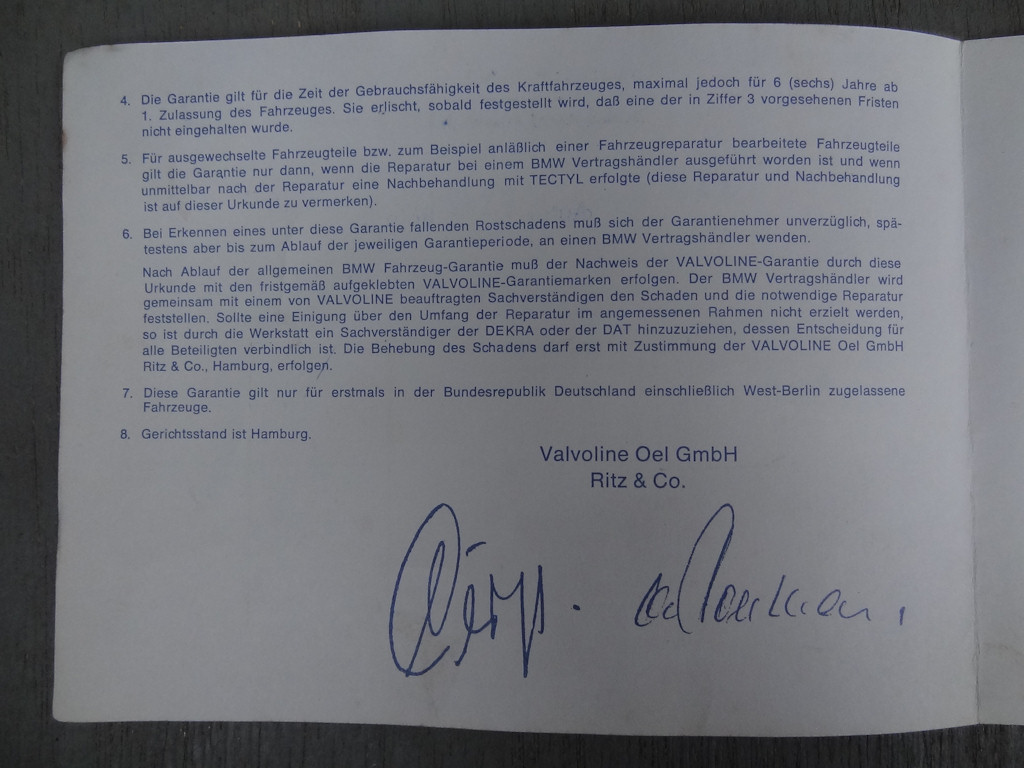 4. Die Garantie gilt für die Zeit der Gebrauchsfähigkeit des Kraftfahrzeuges, maximal jedoch für 6 (sechs) Jahre ab
1. Zulassung des Fahrzeuges. Sie erlischt, sobald festgestellt wird, daß eine der in Ziffer 3 vorgesehenen Fristen
nicht eingehalten wurde.
5. Für ausgewechselte Fahrzeugteile bzw. zum Beispiel anläßlich einer Fahrzeugreparatur bearbeitete Fahrzeugteile
gilt die Garantie nur dann, wenn die Reparatur bei einem BMW Vertragshändler ausgeführt worden ist und wenn
unmittelbar nach der Reparatur eine Nachbehandlung mit TECTYL erfolgte (diese Reparatur und Nachbehandlung
ist auf dieser Urkunde zu vermerken).
6. Bei Erkennen eines unter diese Garantie fallenden Rostschadens muß sich der Garantienehmer unverzüglich, spä-
testens aber bis zum Ablauf der jeweiligen Garantieperiode, an einen BMW Vertragshändler wenden.
Nach Ablauf der allgemeinen BMW Fahrzeug-Garantie muß der Nachweis der VALVOLINE-Garantie durch diese
Urkunde mit den fristgemäß aufgeklebten VALVOLINE-Garantiemarken erfolgen. Der BMW Vertragshändler wird
gemeinsam mit einem von VALVOLINE beauftragten Sachverständigen den Schaden und die notwendige Reparatur
feststellen. Sollte eine Einigung über den Umfang der Reparatur im angemessenen Rahmen nicht erzielt werden,
so ist durch die Werkstatt ein Sachverständiger der DEKRA oder der DAT hinzuzuziehen, dessen Entscheidung für
alle Beteiligten verbindlich ist. Die Behebung des Schadens darf erst mit Zustimmung der VALVOLINE Oel GmbH
Ritz & Co., Hamburg, erfolgen.
7. Diese Garantie gilt nur für erstmals in der Bundesrepublik Deutschland einschließlich West-Berlin zugelassene
Fahrzeuge.
8. Gerichtsstand ist Hamburg.
Valvoline Oel GmbH
Ritz & Co.